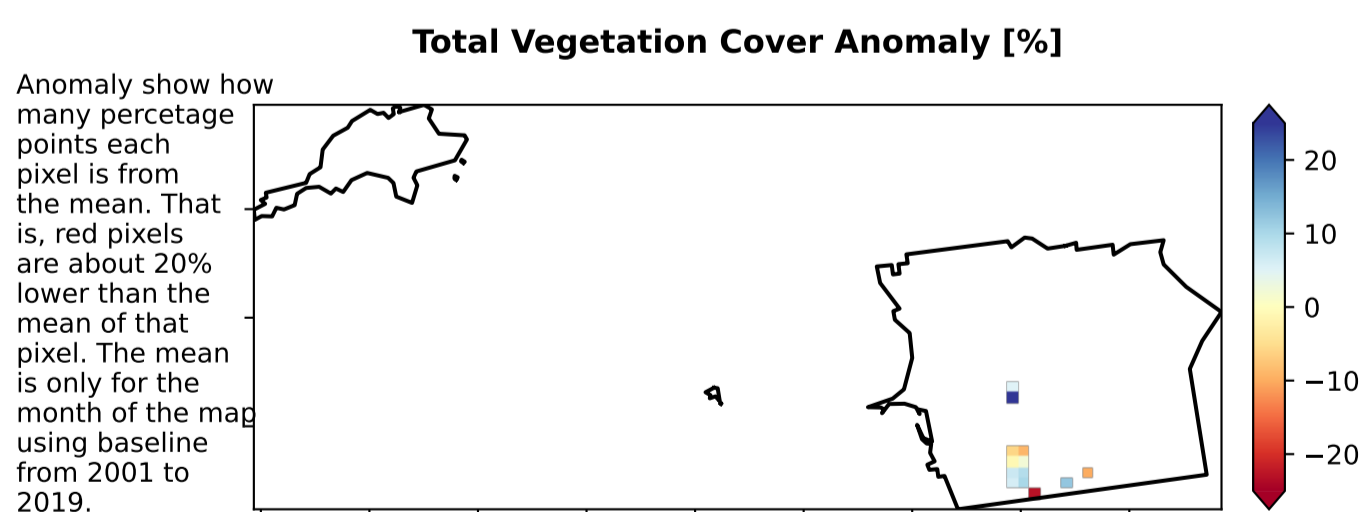 Total Vegetation Cover Anomaly [%]
Anomaly show how
many percetage
points each
pixel is from
the mean. That
is, red pixels
are about 20%
lower than the
mean of that
pixel. The mean
is only for the
month of the map
using baseline
from 2001 to
2019.
20
10
0
−10
−20